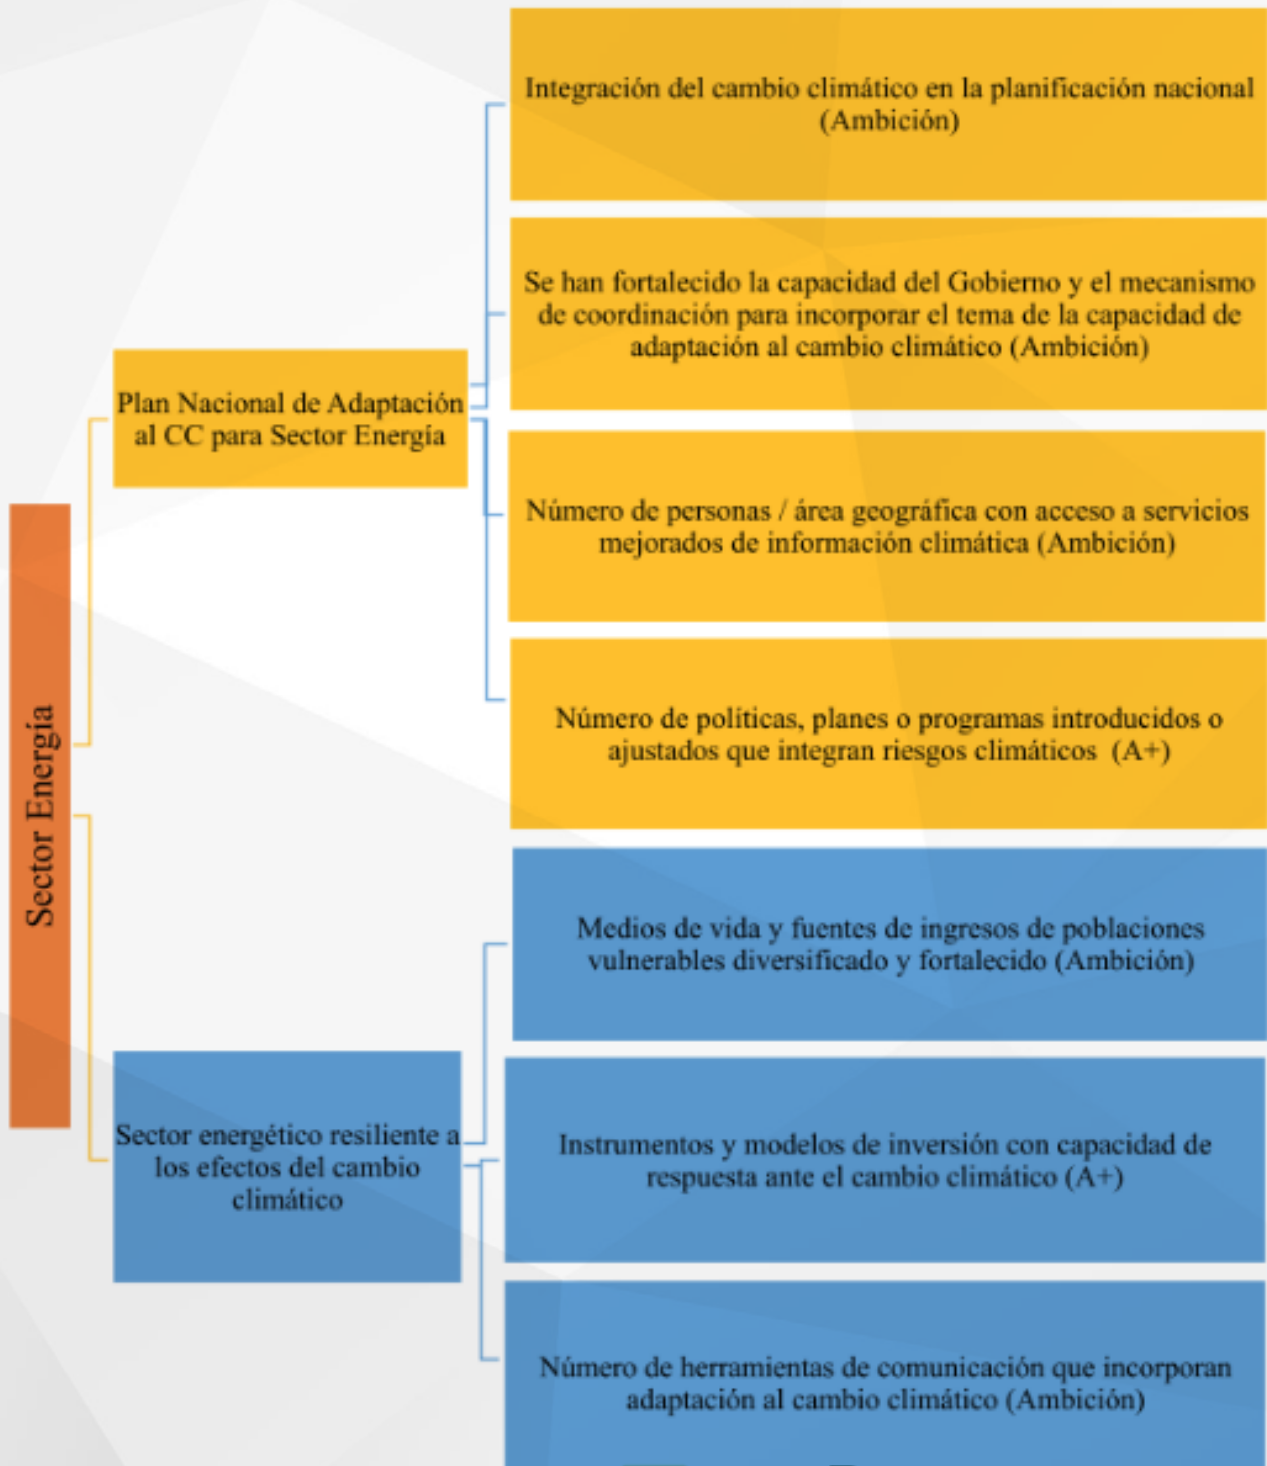 Sector Energía
Plan Nacional de Adaptación
al CC para Sector Energía
Integración del cambio climático en la planificación nacional
(Ambición)
Se han fortalecido la capacidad del Gobierno y el mecanismo
de coordinación para incorporar el tema de la capacidad de
adaptación al cambio climático (Ambición)
Número de personas / área geográfica con acceso a servicios
mejorados de información climática (Ambición)
Número de políticas, planes o programas introducidos o
ajustados que integran riesgos climáticos (A+)
Sector energético resiliente a
los efectos del cambio
climático
Medios de vida y fuentes de ingresos de poblaciones
vulnerables diversificado y fortalecido (Ambición)
Instrumentos y modelos de inversión con capacidad de
respuesta ante el cambio climático (A+)
Número de herramientas de comunicación que incorporan
adaptación al cambio climático (Ambición)